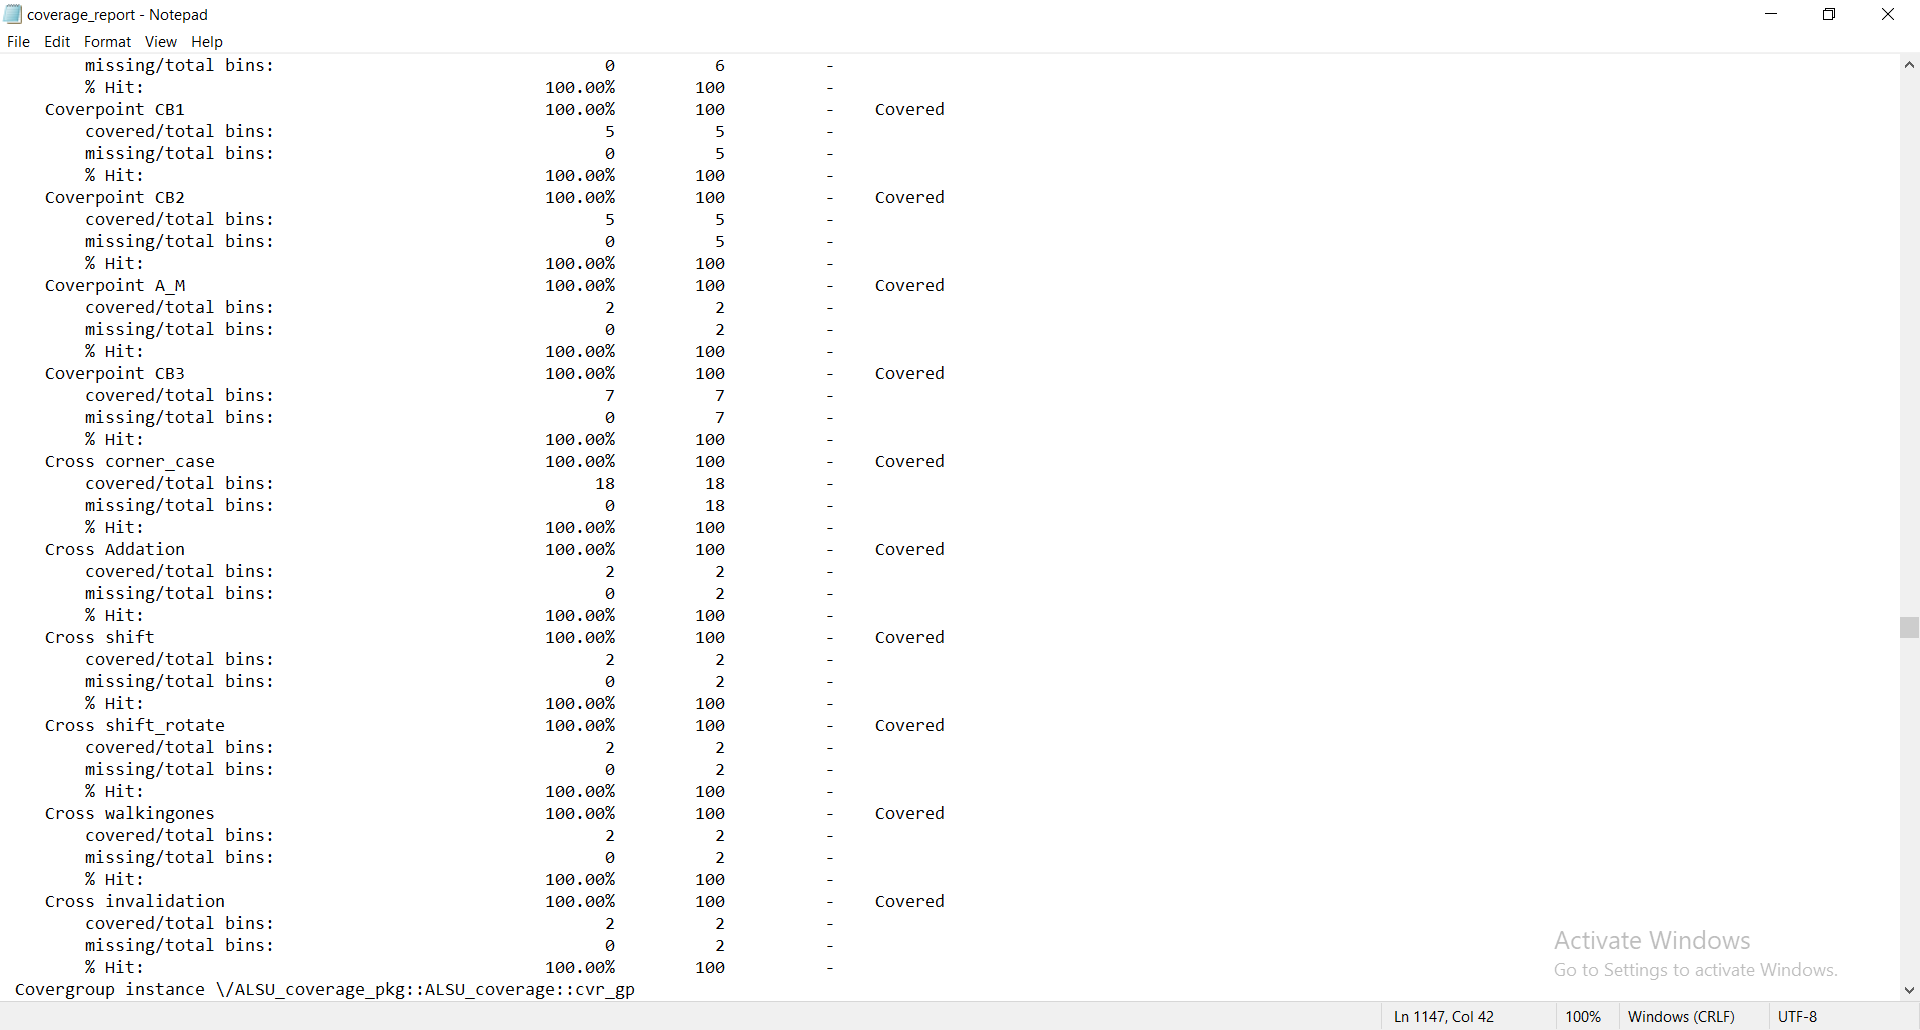 coverage_report - Notepad
File Edit Format View Help
missing/total bins: 0 6 -
% Hit: 100.00% 100 -
Coverpoint CB1 100.00% 100 - Covered
covered/total bins: 5 5 -
missing/total bins: 0 5 -
% Hit: 100.00% 100 -
Coverpoint CB2 100.00% 100 - Covered
covered/total bins: 5 5 -
missing/total bins: 0 5 -
% Hit: 100.00% 100 -
Coverpoint A_M 100.00% 100 - Covered
covered/total bins: 2 2 -
missing/total bins: 0 2 -
% Hit: 100.00% 100 -
Coverpoint CB3 100.00% 100 - Covered
covered/total bins: 7 7 -
missing/total bins: 0 7 -
% Hit: 100.00% 100 -
Cross corner_case 100.00% 100 - Covered
covered/total bins: 18 18 -
missing/total bins: 0 18 -
% Hit: 100.00% 100 -
Cross Addation 100.00% 100 - Covered
covered/total bins: 2 2 -
missing/total bins: 0 2 -
% Hit: 100.00% 100 -
Cross shift 100.00% 100 - Covered
covered/total bins: 2 2 -
missing/total bins: 0 2 -
% Hit: 100.00% 100 -
Cross shift_rotate 100.00% 100 - Covered
covered/total bins: 2 2 -
missing/total bins: 0 2 -
% Hit: 100.00% 100 -
Cross walkingones 100.00% 100 - Covered
covered/total bins: 2 2 -
missing/total bins: 0 2 -
% Hit: 100.00% 100 -
Cross invalidation 100.00% 100 - Covered
covered/total bins: 2 2 -
missing/total bins: 0 2 -
% Hit: 100.00% 100 -
Covergroup instance \/ALSU_coverage_pkg::ALSU_coverage::cvr_gp
Activate Windows
Go to Settings to activate Windows.
Ln 1147, Col 42 100% Windows (CRLF) UTF-8